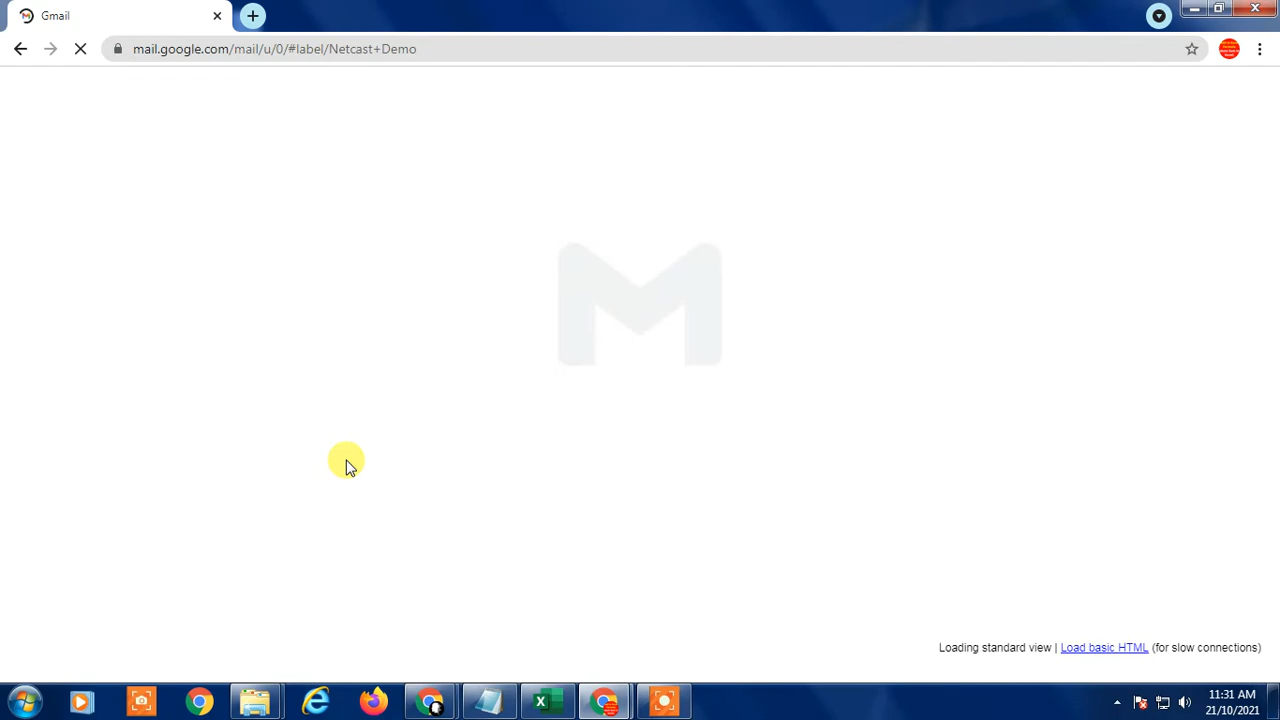 Gmail
mail.google.com/mail/u/0/#label/Netcast+Demo
Loading standard view | Load basic HTML (for slow connections)
11:31 AM
21/10/2021